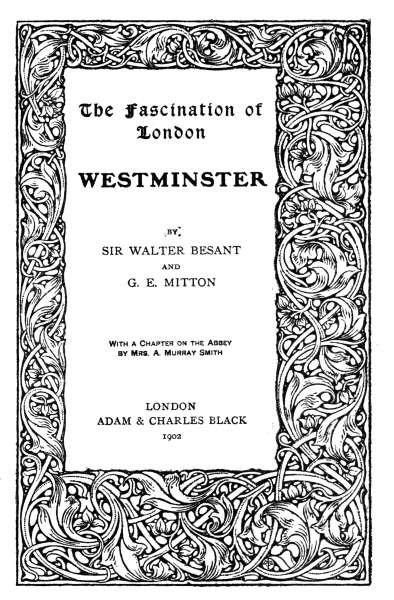 The Fascination of
London
WESTMINSTER
BY
SIR WALTER BESANT
AND
G. E. MITTON
WITH A CHAPTER ON THE ABBEY
BY MRS. A. MURRAY SMITH
LONDON
ADAM & CHARLES BLACK
1902